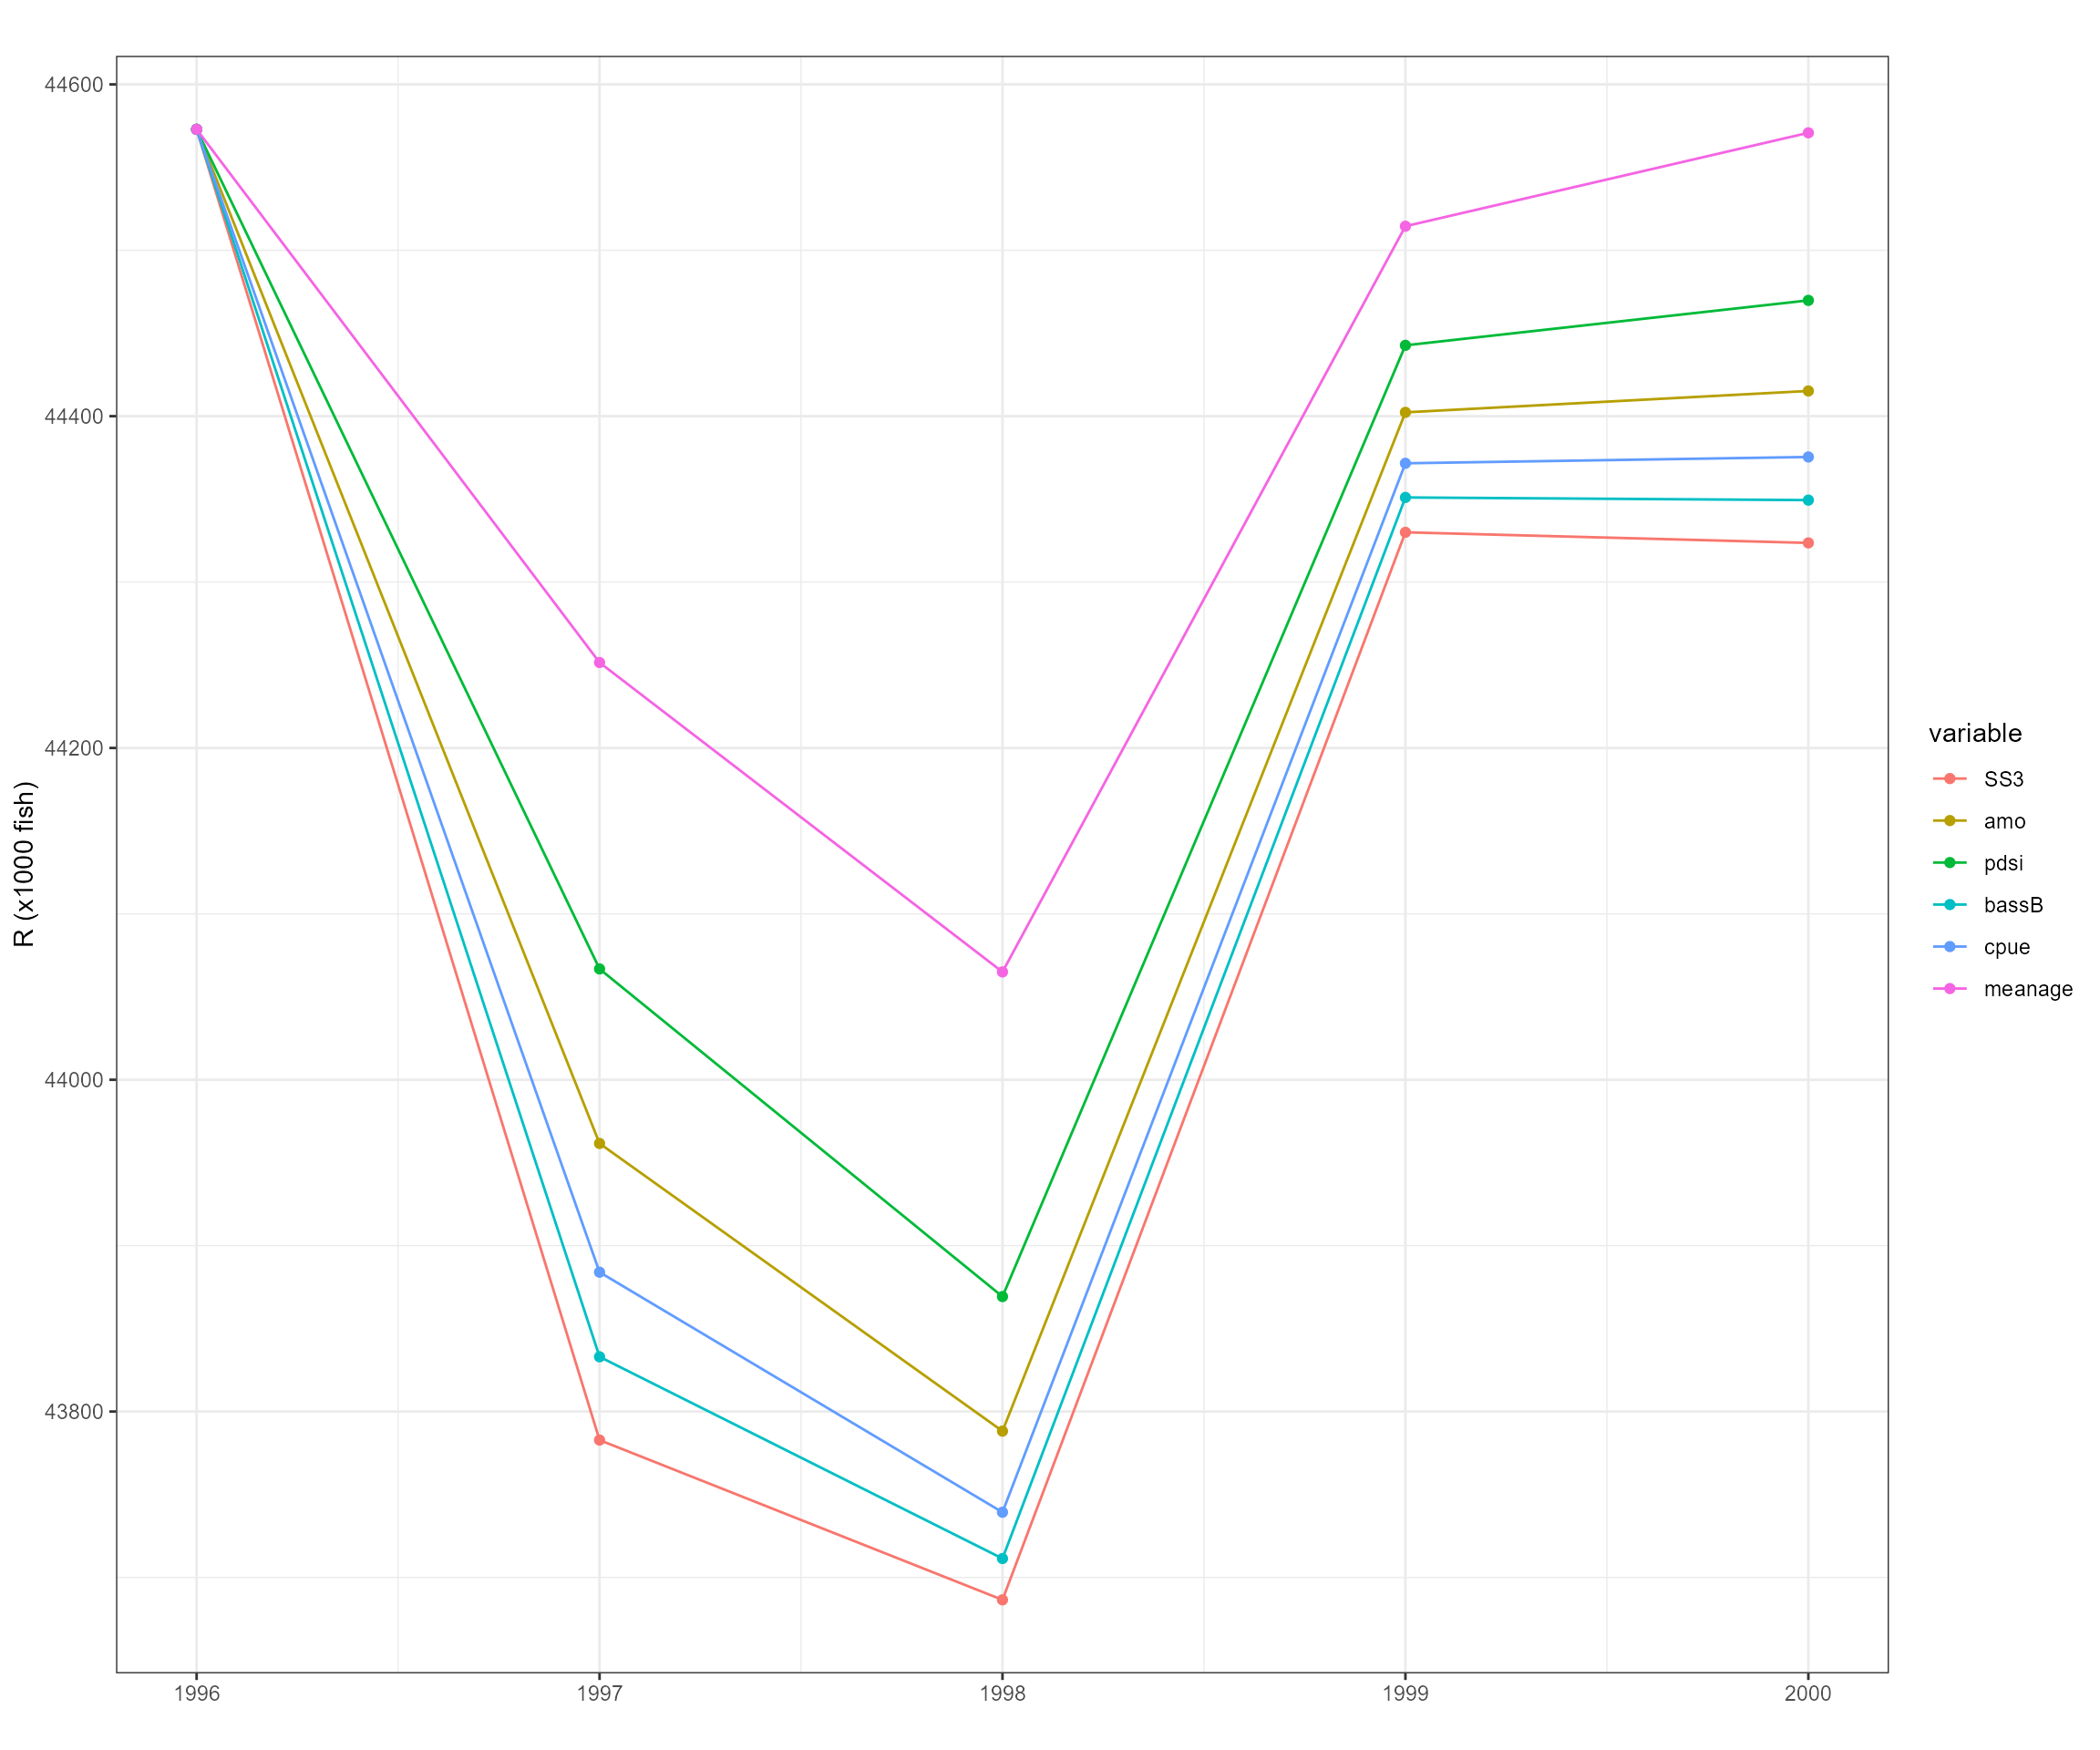 44600
44400
44200
44000
43800
R (x1000 fish)
1996 1997 1998 1999 2000
variable
SS3
amo
pdsi
bassB
cpue
meanage